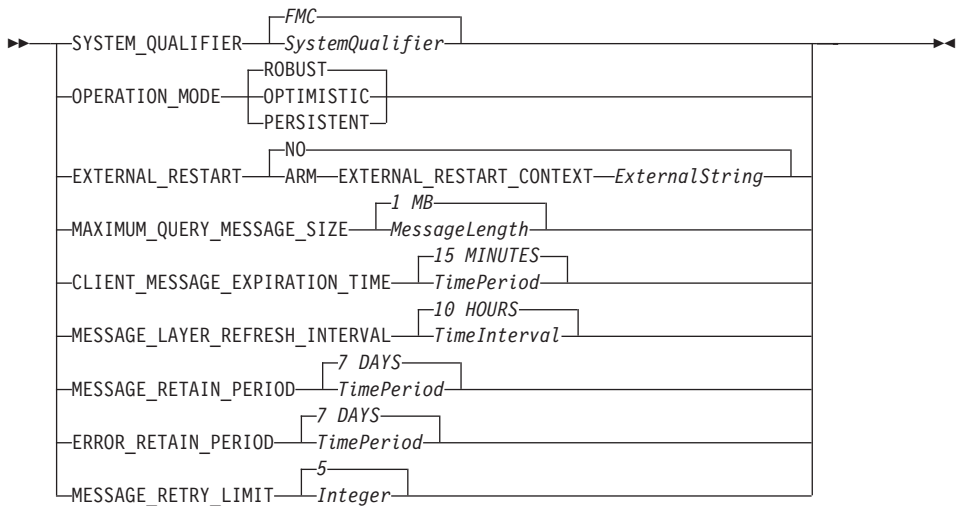 FMC
SYSTEM_QUALIFIER SystemQualifier
ROBUST
OPERATION_MODE OPTIMISTIC
PERSISTENT
NO
EXTERNAL_RESTART ARM EXTERNAL_RESTART_CONTEXT ExternalString
1 MB
MAXIMUM_QUERY_MESSAGE_SIZE MessageLength
15 MINUTES
CLIENT_MESSAGE_EXPIRATION_TIME TimePeriod
10 HOURS
MESSAGE_LAYER_REFRESH_INTERVAL TimeInterval
7 DAYS
MESSAGE_RETAIN_PERIOD TimePeriod
7 DAYS
ERROR_RETAIN_PERIOD TimePeriod
5
MESSAGE_RETRY_LIMIT Integer